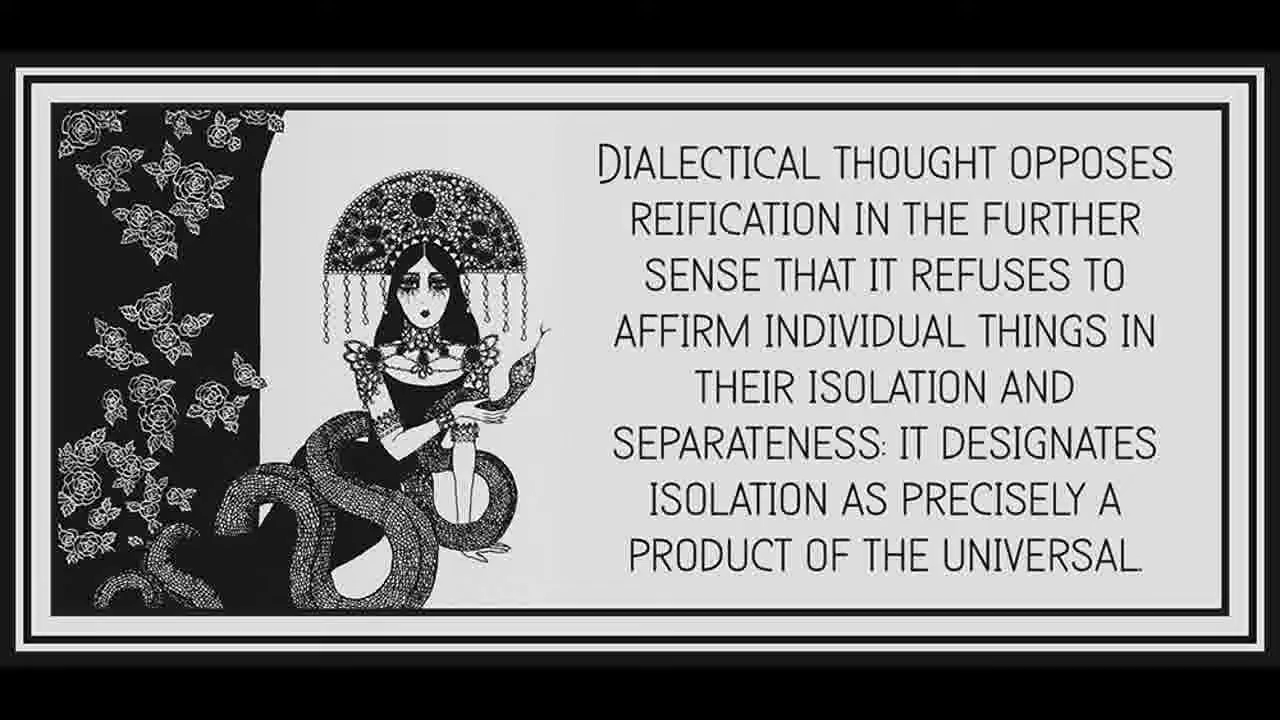 DIALECTICAL THOUGHT OPPOSES
REIFICATION IN THE FURTHER
SENSE THAT IT REFUSES TO
AFFIRM INDIVIDUAL THINGS IN
THEIR ISOLATION AND
SEPARATENESS: IT DESIGNATES
ISOLATION AS PRECISELY A
PRODUCT OF THE UNIVERSAL.